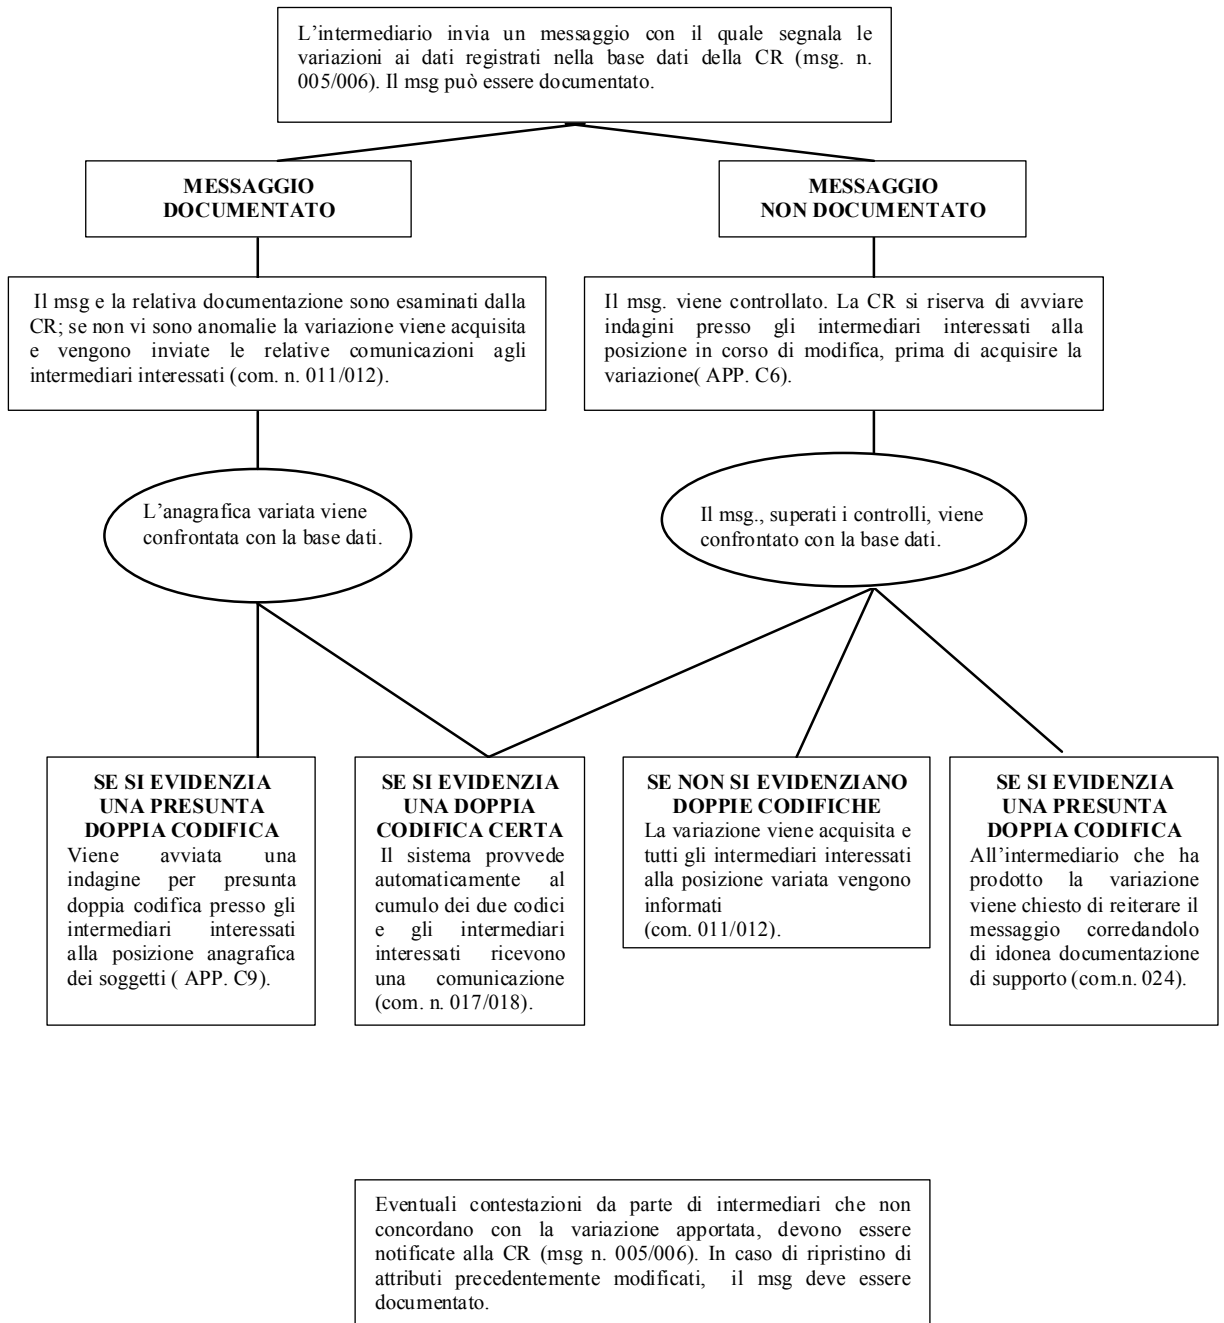 L'intermediario invia un messaggio con il quale segnala le
variazioni ai dati registrati nella base dati della CR (msg. n.
005/006). Il msg può essere documentato.
MESSAGGIO
DOCUMENTATO
MESSAGGIO
NON DOCUMENTATO
Il msg e la relativa documentazione sono esaminati dalla
CR; se non vi sono anomalie la variazione viene acquisita
e vengono inviate le relative comunicazioni agli
intermediari interessati (com. n. 011/012).
Il msg. viene controllato. La CR si riserva di avviare
indagini presso gli intermediari interessati alla
posizione in corso di modifica, prima di acquisire la
variazione( APP. C6).
L'anagrafica variata viene
confrontata con la base dati.
Il msg., superati i controlli, viene
confrontato con la base dati.
SE SI EVIDENZIA
UNA PRESUNTA
DOPPIA CODIFICA
Viene avviata una
indagine per presunta
doppia codifica presso gli
intermediari interessati
alla posizione anagrafica
dei soggetti ( APP. C9).
SE SI EVIDENZIA
UNA DOPPIA
CODIFICA CERTA
Il sistema provvede
automaticamente al
cumulo dei due codici
e gli intermediari
interessati ricevono
una comunicazione
(com. n. 017/018).
SE NON SI EVIDENZIANO
DOPPIE CODIFICHE
La variazione viene acquisita e
tutti gli intermediari interessati
alla posizione variata vengono
informati
(com. 011/012).
SE SI EVIDENZIA
UNA PRESUNTA
DOPPIA CODIFICA
All'intermediario che ha
prodotto la variazione
viene chiesto di reiterare il
messaggio corredandolo
di idonea documentazione
di supporto (com.n. 024).
Eventuali contestazioni da parte di intermediari che non
concordano con la variazione apportata, devono essere
notificate alla CR (msg n. 005/006). In caso di ripristino di
attributi precedentemente modificati, il msg deve essere
documentato.